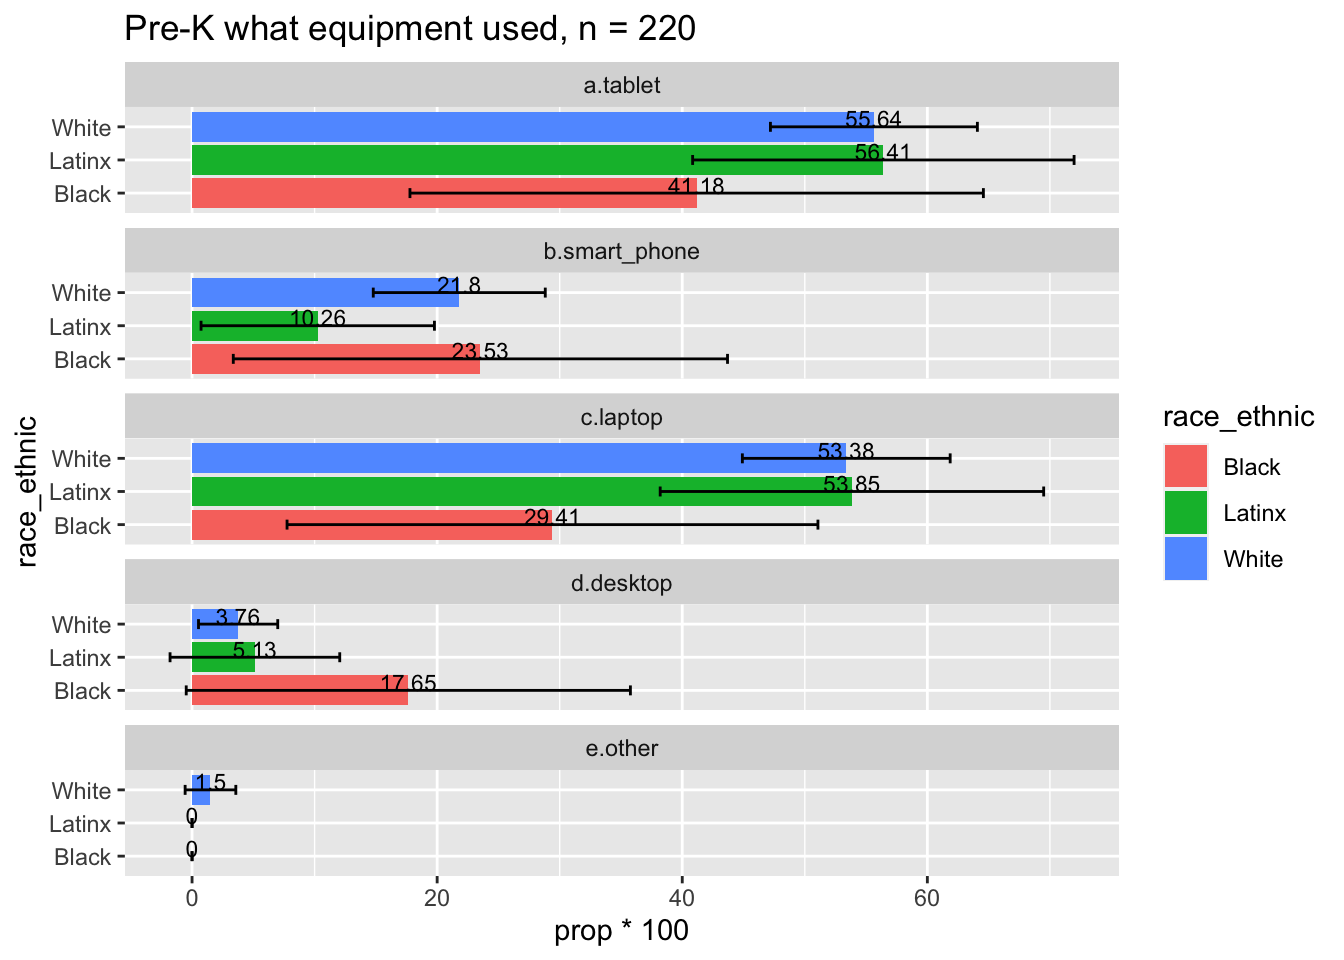 Pre-K what equipment used, n = 220
a.tablet
White 55.64
Latinx 56.41
Black 41.18
b.smart_phone
White 21.8
Latinx 10.26
Black 23.53
c.laptop
White 53.38
Latinx 53.85
Black 29.41
d.desktop
White 3.76
Latinx 5.13
Black 17.65
e.other
White 1.5
Latinx 0
Black 0
0 20 40 60
prop * 100
race_ethnic
race_ethnic
Black
Latinx
White